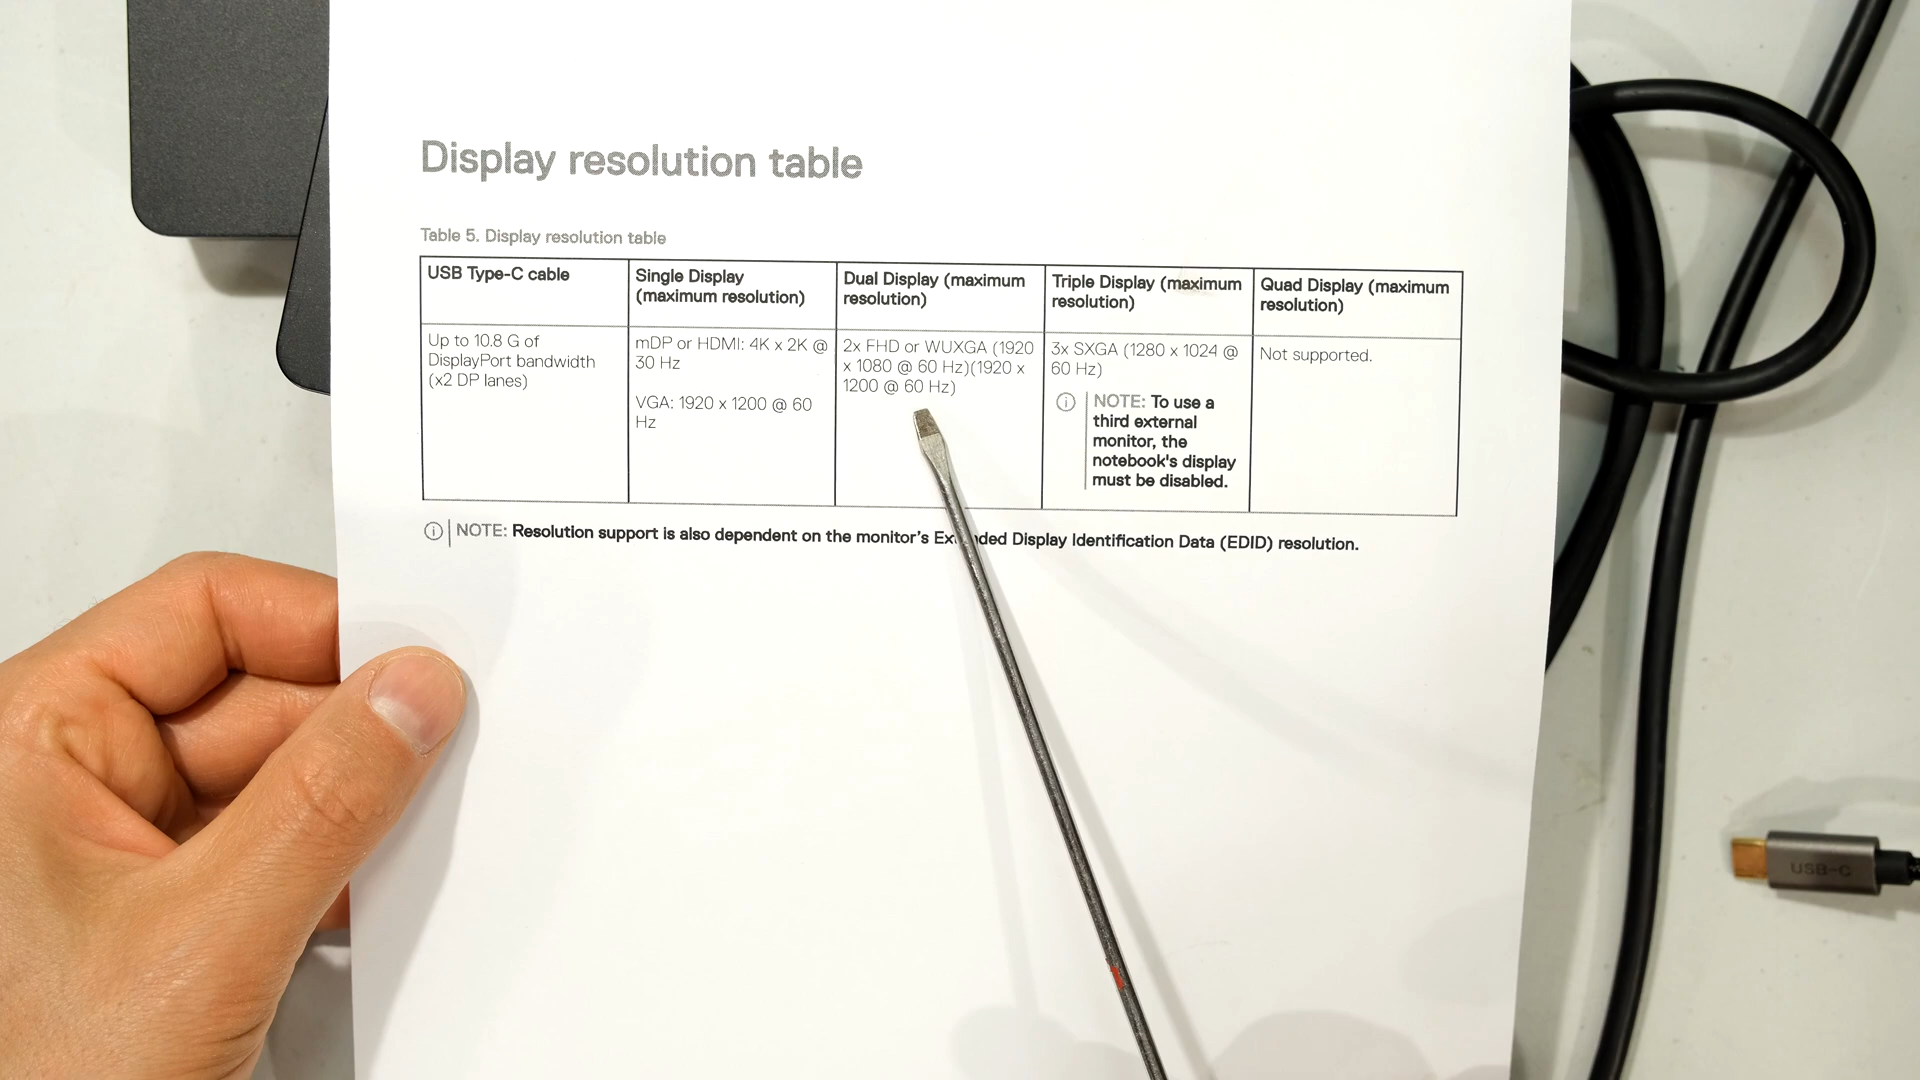 Display resolution table
Table 5. Display resolution table
USB Type-C cable
Single Display
(maximum resolution)
Dual Display (maximum
resolution)
Triple Display (maximum
resolution)
Quad Display (maximum
resolution)
Up to 10.8 G of
DisplayPort bandwidth
(x2 DP lanes)
mDP or HDMI: 4K x 2K @
30 Hz
VGA: 1920 x 1200 @ 60
Hz
2x FHD or WUXGA (1920
x 1080 @ 60 Hz)(1920 x
1200 @ 60 Hz)
3x SXGA (1280 x 1024 @
60 Hz)
NOTE: To use a
third external
monitor, the
notebook's display
must be disabled.
Not supported.
NOTE: Resolution support is also dependent on the monitor's Extended Display Identification Data (EDID) resolution.
USB-C